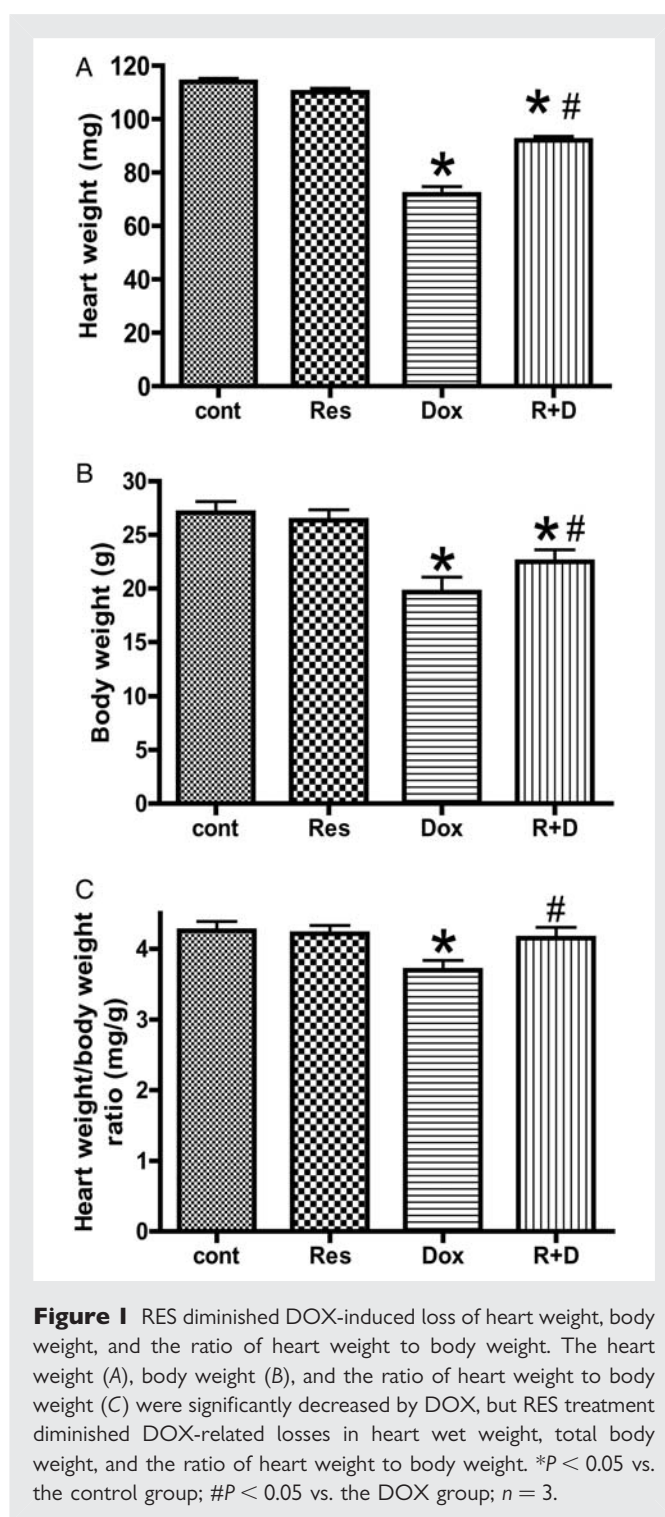 A
120
100
80
60
40
20
0
Heart weight (mg)
*
* #
cont Res Dox R+D
B
30
25
20
15
10
5
0
Body weight (g)
*
* #
cont Res Dox R+D
C
4
3
2
1
0
Heart weight/body weight
ratio (mg/g)
*
#
cont Res Dox R+D
Figure 1 RES diminished DOX-induced loss of heart weight, body
weight, and the ratio of heart weight to body weight. The heart
weight (A), body weight (B), and the ratio of heart weight to body
weight (C) were significantly decreased by DOX, but RES treatment
diminished DOX-related losses in heart wet weight, total body
weight, and the ratio of heart weight to body weight. *P < 0.05 vs.
the control group; #P < 0.05 vs. the DOX group; n = 3.